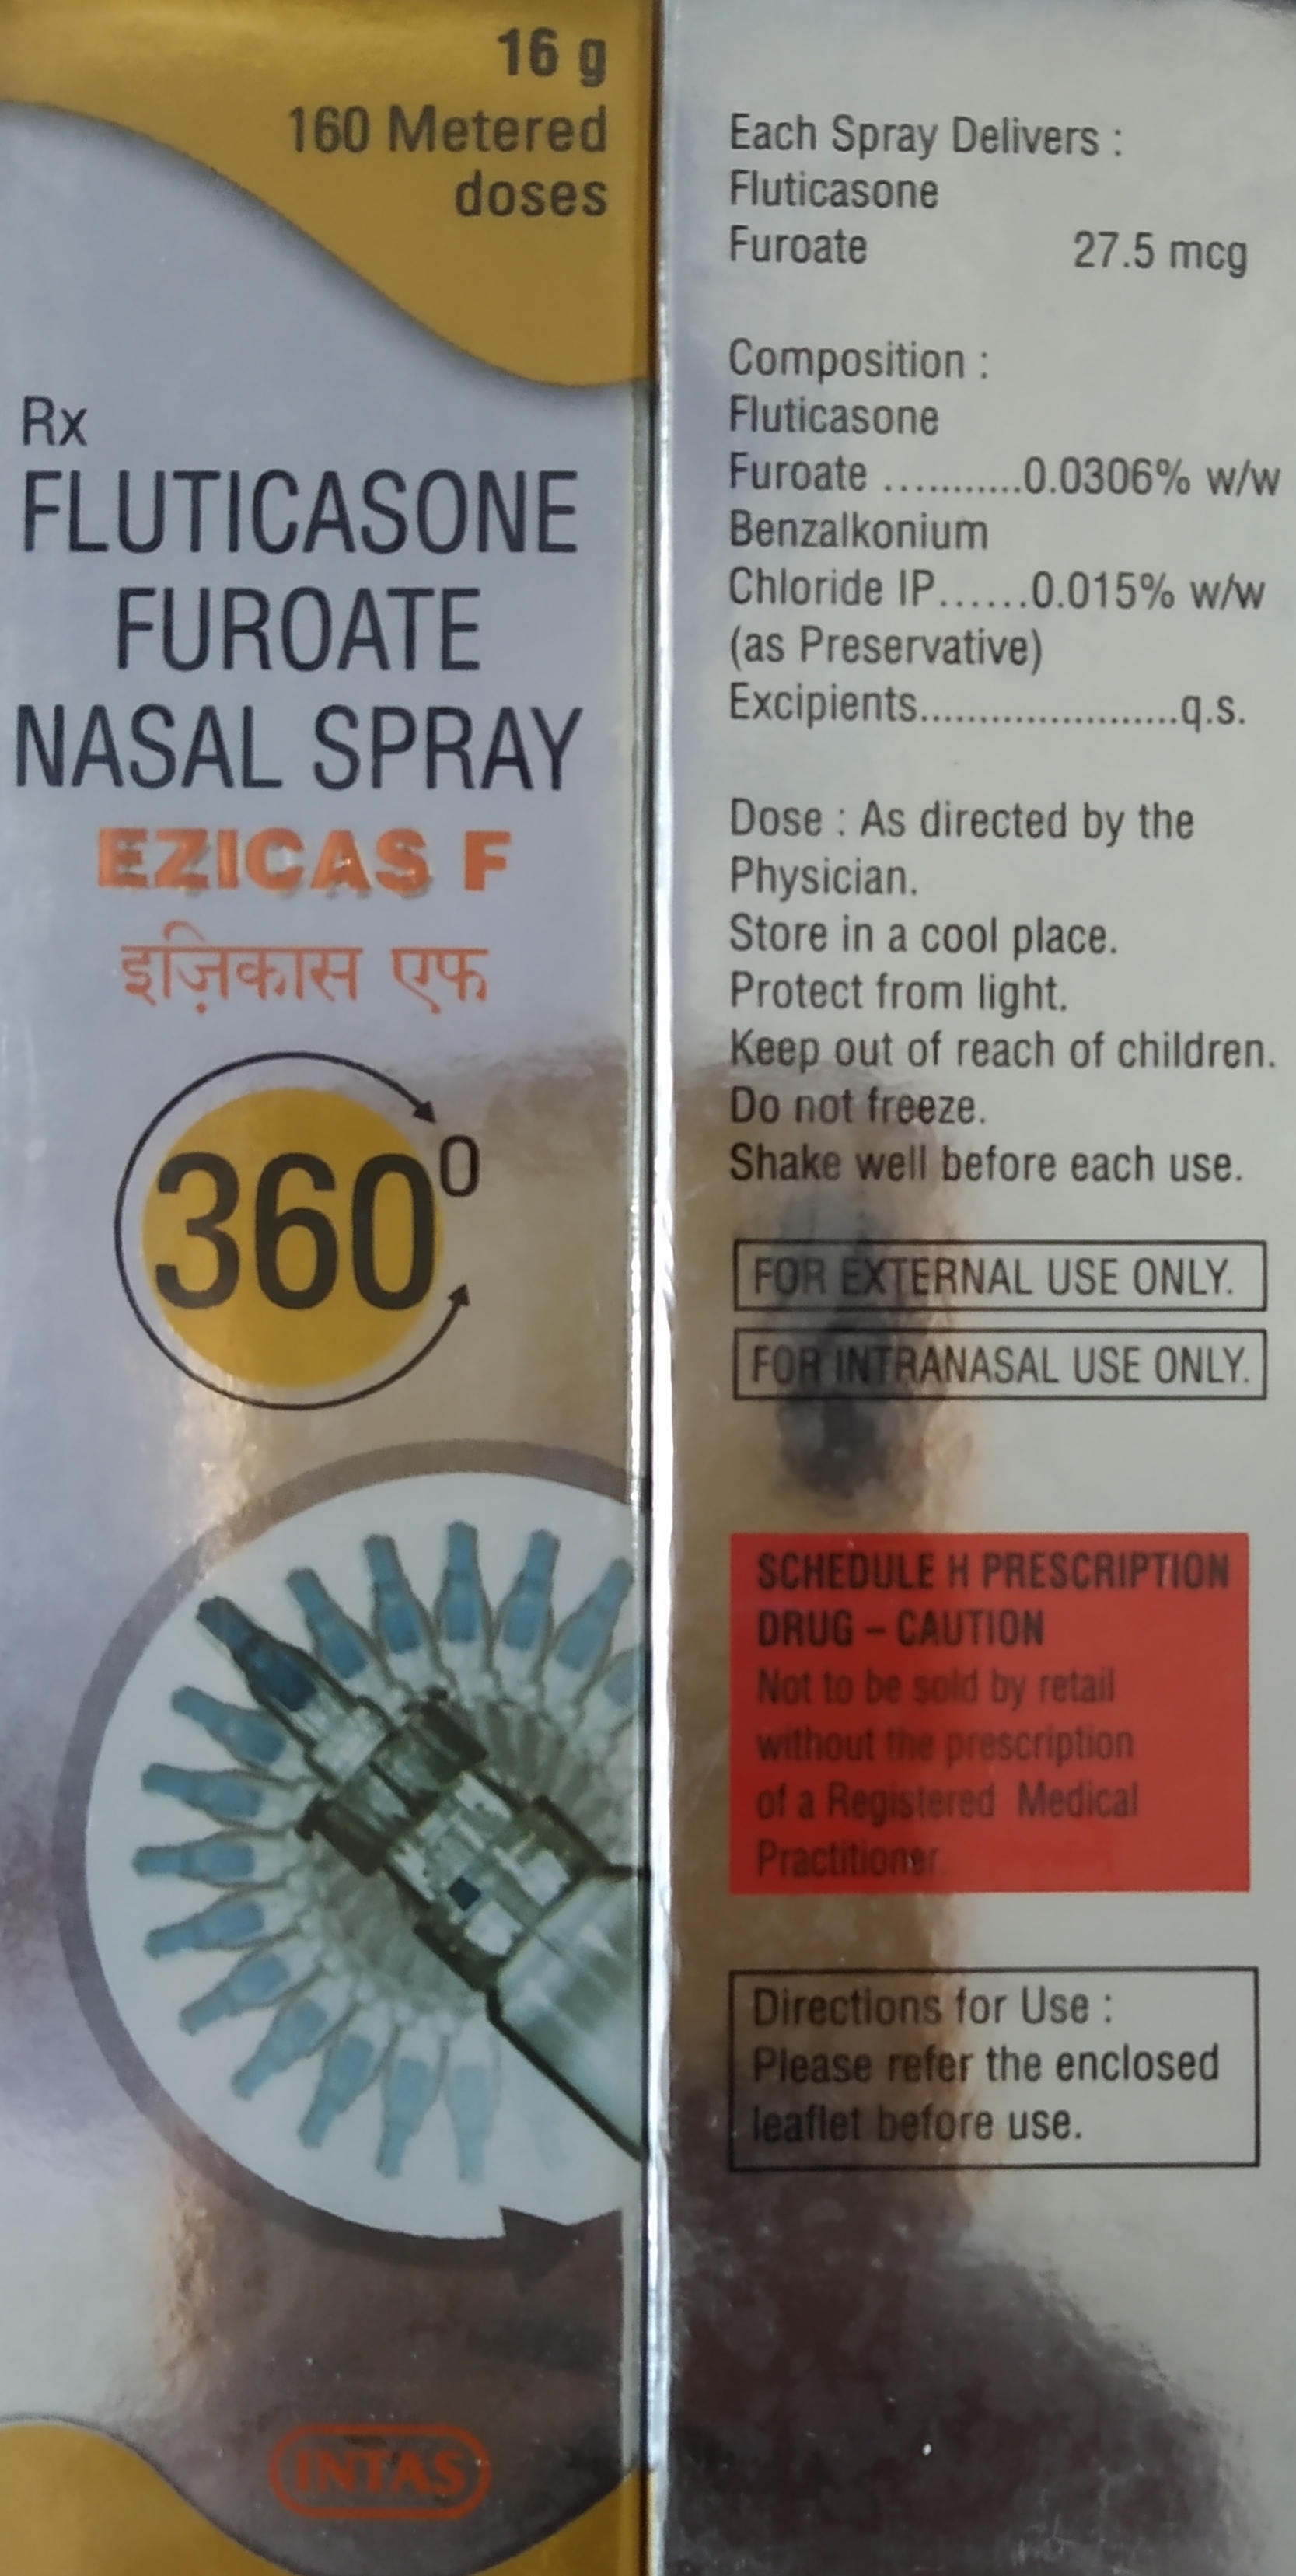 16 g
160 Metered
doses
Rx
FLUTICASONE
FUROATE
NASAL SPRAY
EZICAS F
इज़िकास एफ
360⁰
INTAS
Each Spray Delivers :
Fluticasone
Furoate 27.5 mcg
Composition :
Fluticasone
Furoate ............0.0306% w/w
Benzalkonium
Chloride IP......0.015% w/w
(as Preservative)
Excipients......................q.s.
Dose : As directed by the
Physician.
Store in a cool place.
Protect from light.
Keep out of reach of children.
Do not freeze.
Shake well before each use.
FOR EXTERNAL USE ONLY.
FOR INTRANASAL USE ONLY.
SCHEDULE H PRESCRIPTION
DRUG – CAUTION
Not to be sold by retail
without the prescription
of a Registered Medical
Practitioner.
Directions for Use :
Please refer the enclosed
leaflet before use.